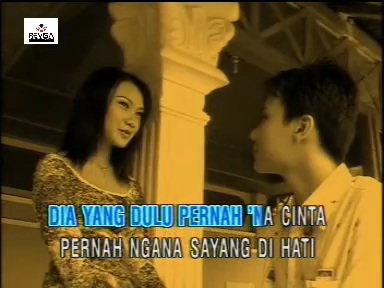 DIA YANG DULU PERNAH 'NA CINTA
PERNAH NGANA SAYANG DI HATI